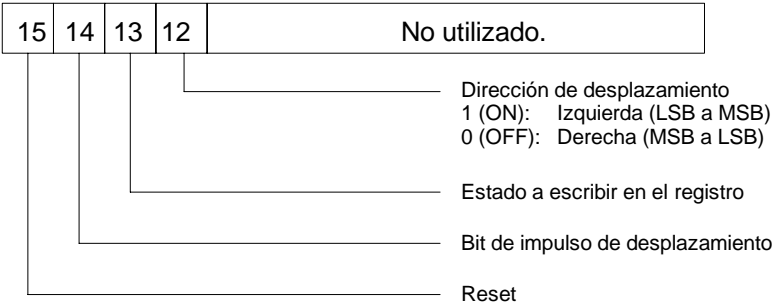 15 14 13 12 No utilizado.
Dirección de desplazamiento
1 (ON): Izquierda (LSB a MSB)
0 (OFF): Derecha (MSB a LSB)
Estado a escribir en el registro
Bit de impulso de desplazamiento
Reset